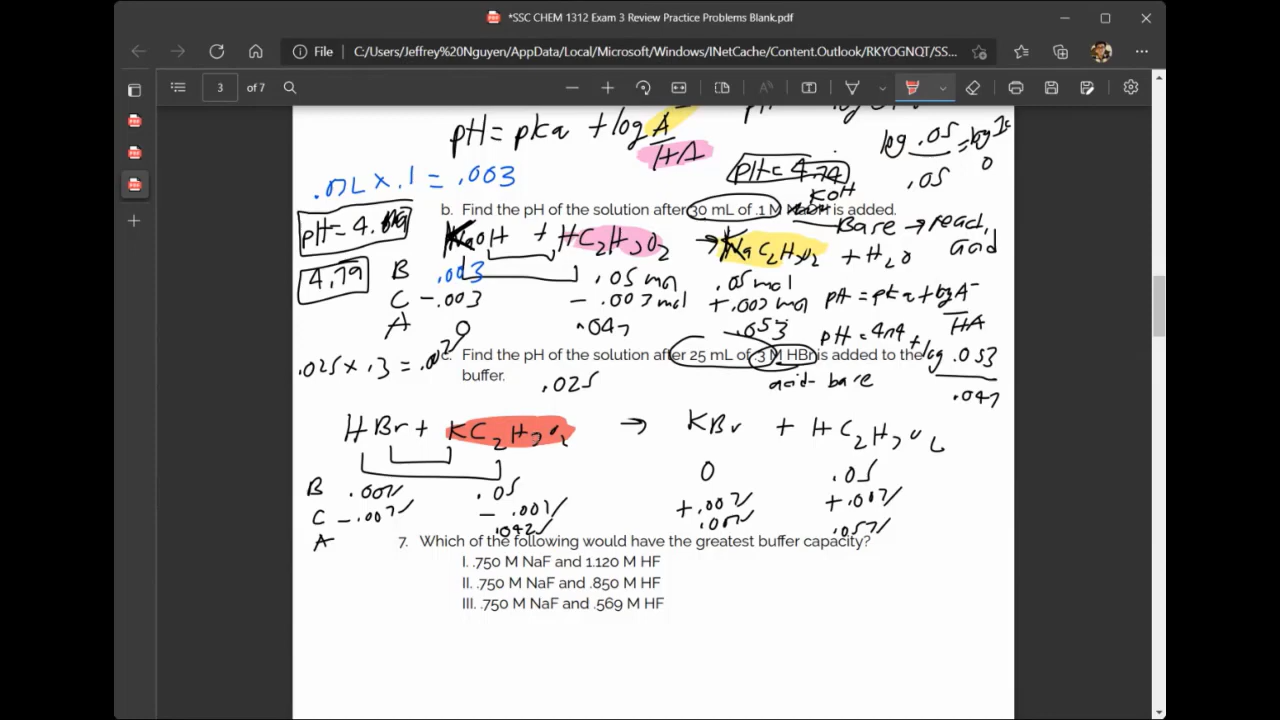 *SSC CHEM 1312 Exam 3 Review Practice Problems Blank.pdf
File C:/Users/Jeffrey%20Nguyen/AppData/Local/Microsoft/Windows/INetCache/Content.Outlook/RKYOGNQT/SS...
3 of 7
pH = pka + log A
HA
log .05
.05
0
pH = 4.74
.03L x .1 = .003
KOH
b. Find the pH of the solution after 30 mL of .1 M NaOH is added.
Base → react
acid
OH + HC2H3O2 → C2H3O2 + H2O
4.79
B .003 .05 mol .05 mol
C -.003 - .003 mol + .003 mol
A 0 .047 .053
pH = pka + log A-
HA
pH = 4.74 + log .053
.047
.025 x .3 =
c. Find the pH of the solution after 25 mL of .3 M HBr is added to the
buffer.
.025
acid - base
HBr + KC2H3O2 → KBr + HC2H3O2
B .0075 .05 0 .05
C -.0075 - .0075 +.0075 +.0075
A .0425 .0075 .0575
7. Which of the following would have the greatest buffer capacity?
I. .750 M NaF and 1.120 M HF
II. .750 M NaF and .850 M HF
III. .750 M NaF and .569 M HF